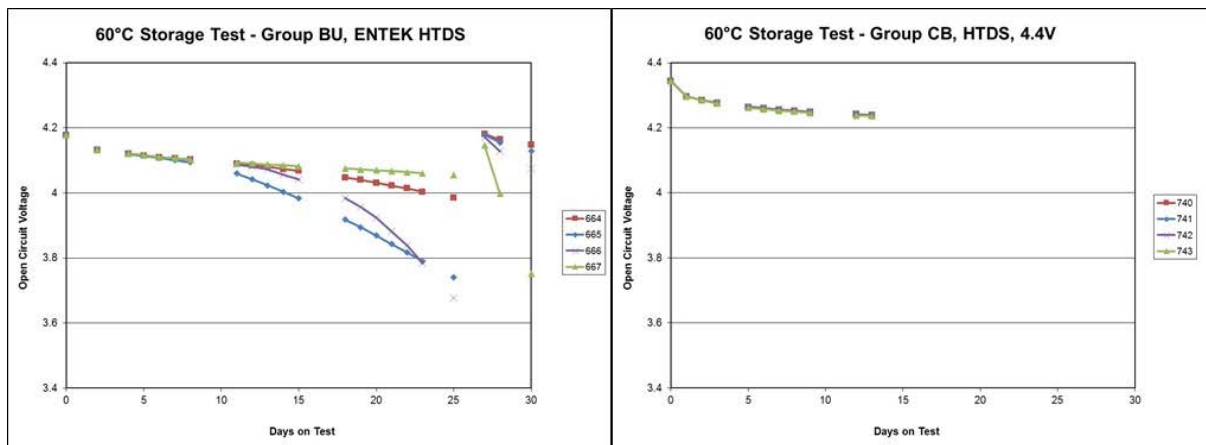 60°C Storage Test - Group BU, ENTEK HTDS
4.4
4.2
4
3.8
3.6
3.4
Open Circuit Voltage
0 5 10 15 20 25 30
Days on Test
664
665
666
667
60°C Storage Test - Group CB, HTDS, 4.4V
4.4
4.2
4
3.8
3.6
3.4
Open Circuit Voltage
0 5 10 15 20 25 30
Days on Test
740
741
742
743